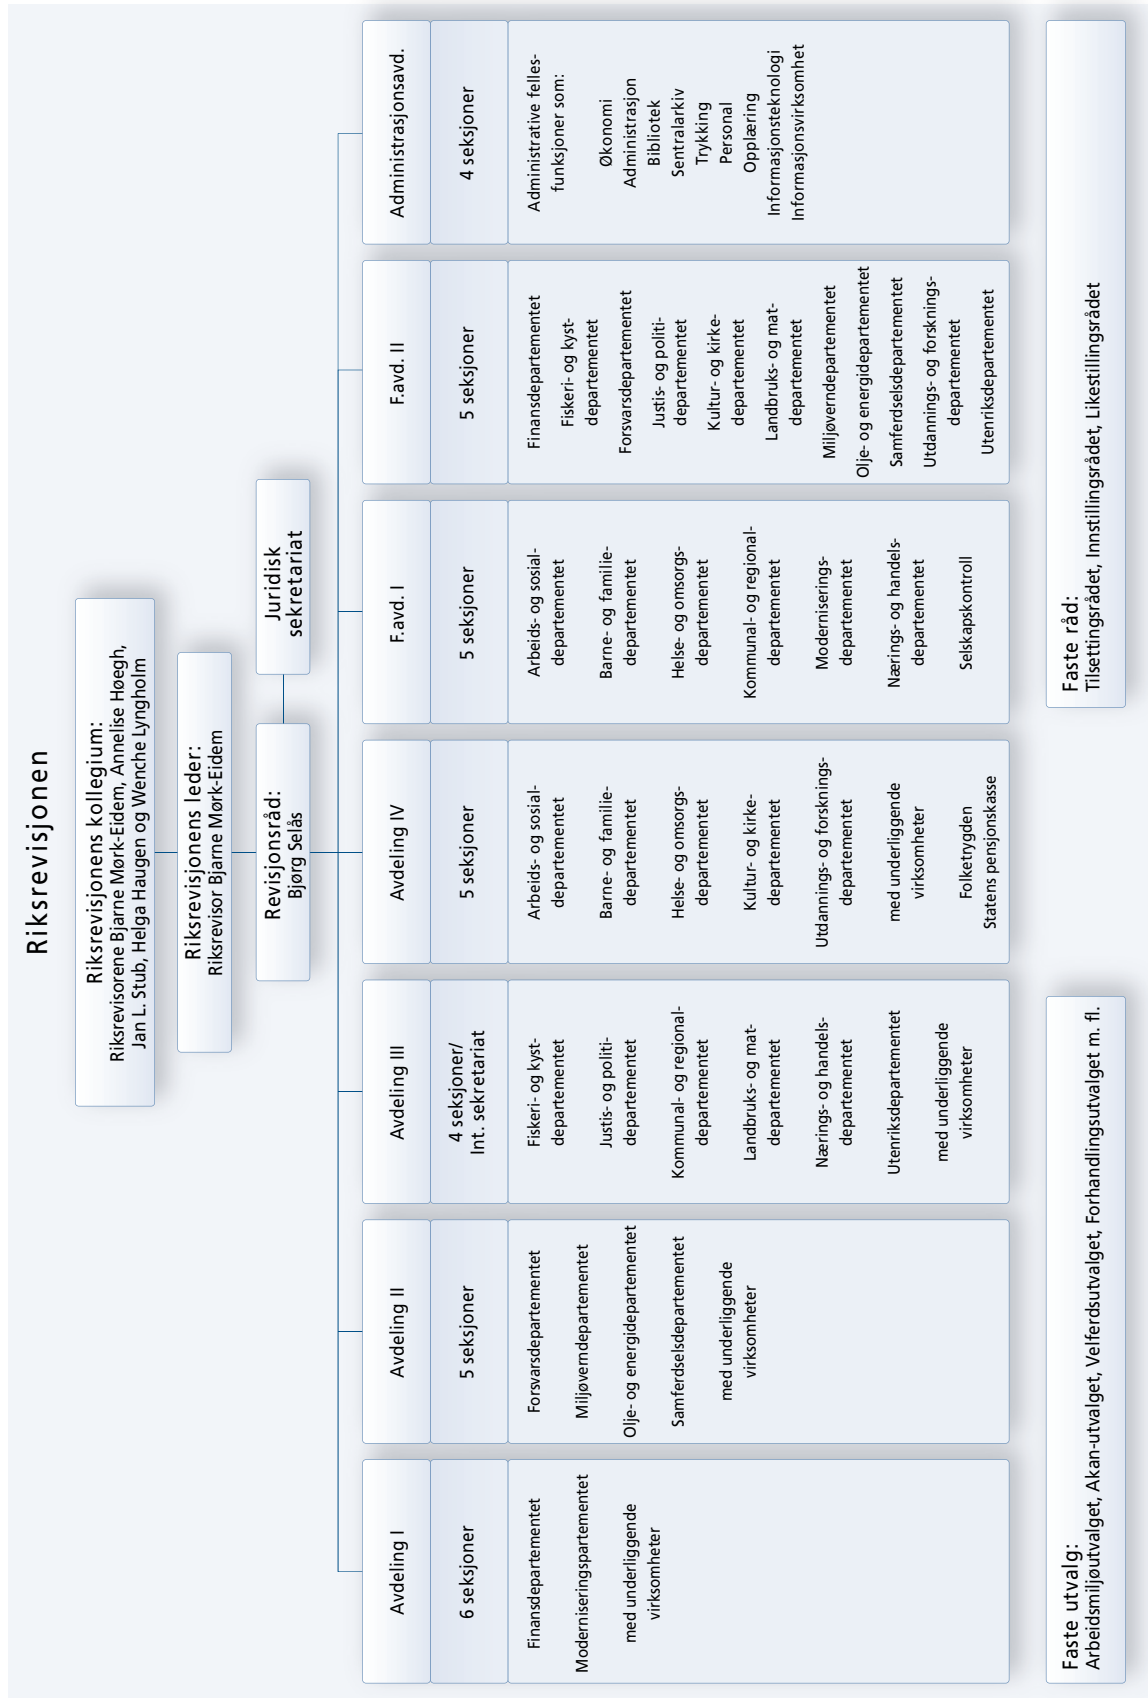 Riksrevisjonen
Riksrevisjonens kollegium:
Riksrevisorene Bjarne Mørk-Eidem, Annelise Høegh,
Jan L. Stub, Helga Haugen og Wenche Lyngholm
Riksrevisjonens leder:
Riksrevisor Bjarne Mørk-Eidem
Revisjonsråd:
Bjørg Selås
Juridisk
sekretariat
Avdeling I
6 seksjoner
Finansdepartementet
Moderniseringspartementet
med underliggende
virksomheter
Avdeling II
5 seksjoner
Forsvarsdepartementet
Miljøverndepartementet
Olje- og energidepartementet
Samferdselsdepartementet
med underliggende
virksomheter
Avdeling III
4 seksjoner/
Int. sekretariat
Fiskeri- og kyst-
departementet
Justis- og politi-
departementet
Kommunal- og regional-
departementet
Landbruks- og mat-
departementet
Nærings- og handels-
departementet
Utenriksdepartementet
med underliggende
virksomheter
Avdeling IV
5 seksjoner
Arbeids- og sosial-
departementet
Barne- og familie-
departementet
Helse- og omsorgs-
departementet
Kultur- og kirke-
departementet
Utdannings- og forsknings-
departementet
med underliggende
virksomheter
Folketrygden
Statens pensjonskasse
F.avd. I
5 seksjoner
Arbeids- og sosial-
departementet
Barne- og familie-
departementet
Helse- og omsorgs-
departementet
Kommunal- og regional-
departementet
Moderniserings-
departementet
Nærings- og handels-
departementet
Selskapskontroll
F.avd. II
5 seksjoner
Finansdepartementet
Fiskeri- og kyst-
departementet
Forsvarsdepartementet
Justis- og politi-
departementet
Kultur- og kirke-
departementet
Landbruks- og mat-
departementet
Miljøverndepartementet
Olje- og energidepartementet
Samferdselsdepartementet
Utdannings- og forsknings-
departementet
Utenriksdepartementet
Administrasjonsavd.
4 seksjoner
Administrative felles-
funksjoner som:
Økonomi
Administrasjon
Bibliotek
Sentralarkiv
Trykking
Personal
Opplæring
Informasjonsteknologi
Informasjonsvirksomhet
Faste utvalg:
Arbeidsmiljøutvalget, Akan-utvalget, Velferdsutvalget, Forhandlingsutvalget m. fl.
Faste råd:
Tilsettingsrådet, Innstillingsrådet, Likestillingsrådet